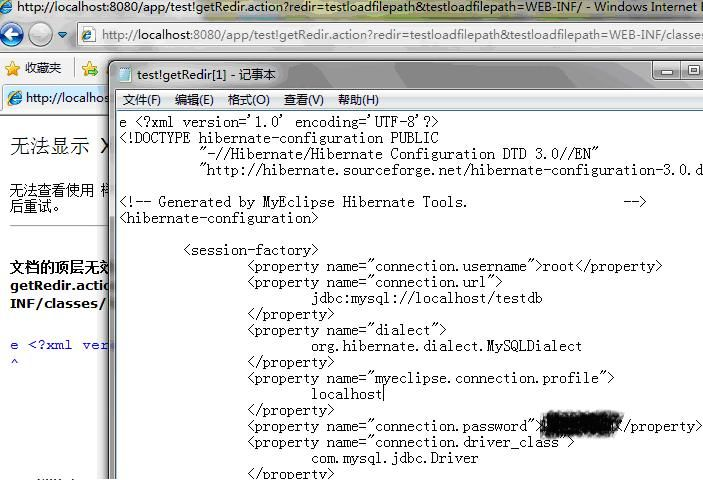 http://localhost:8080/app/test!getRedir.action?redir=testloadfilepath&testloadfilepath=WEB-INF/ - Windows Internet
http://localhost:8080/app/test!getRedir.action?redir=testloadfilepath&testloadfilepath=WEB-INF/classes
收藏夹
http://localhos
test!getRedir[1] - 记事本
文件(F) 编辑(E) 格式(O) 查看(V) 帮助(H)
无法显示 X
无法查看使用
后重试。
文档的顶层无效
getRedir.actio
INF/classes/
e <?xml ver
^
e <?xml version='1.0' encoding='UTF-8'?>
<!DOCTYPE hibernate-configuration PUBLIC
"-//Hibernate/Hibernate Configuration DTD 3.0//EN"
"http://hibernate.sourceforge.net/hibernate-configuration-3.0.d
<!-- Generated by MyEclipse Hibernate Tools. -->
<hibernate-configuration>
<session-factory>
<property name="connection.username">root</property>
<property name="connection.url">
jdbc:mysql://localhost/testdb
</property>
<property name="dialect">
org.hibernate.dialect.MySQLDialect
</property>
<property name="myeclipse.connection.profile">
localhost
</property>
<property name="connection.password"> </property>
<property name="connection.driver_class">
com.mysql.jdbc.Driver
</property>